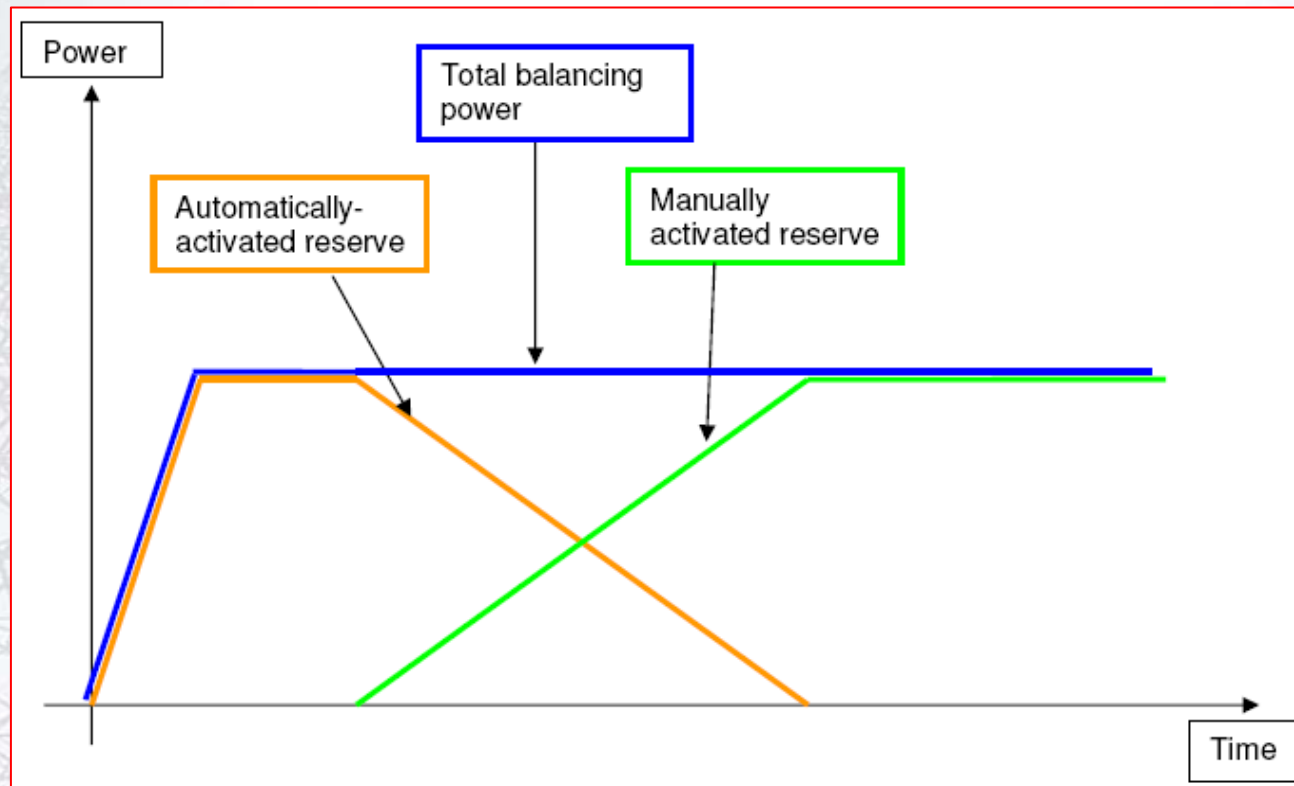 Power
Total balancing
power
Automatically-
activated reserve
Manually
activated reserve
Time